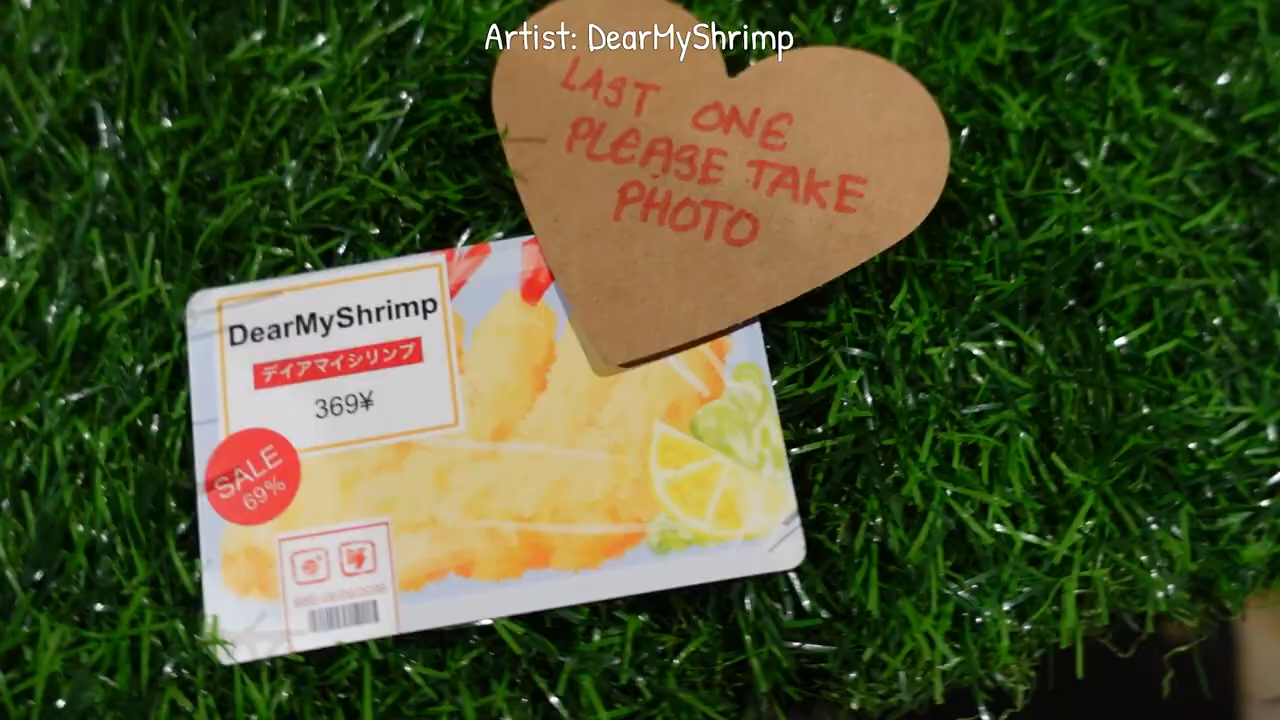 Artist: DearMyShrimp
LAST ONE
PLEASE TAKE
PHOTO
DearMyShrimp
デイアマイシリンプ
369¥
SALE
69%